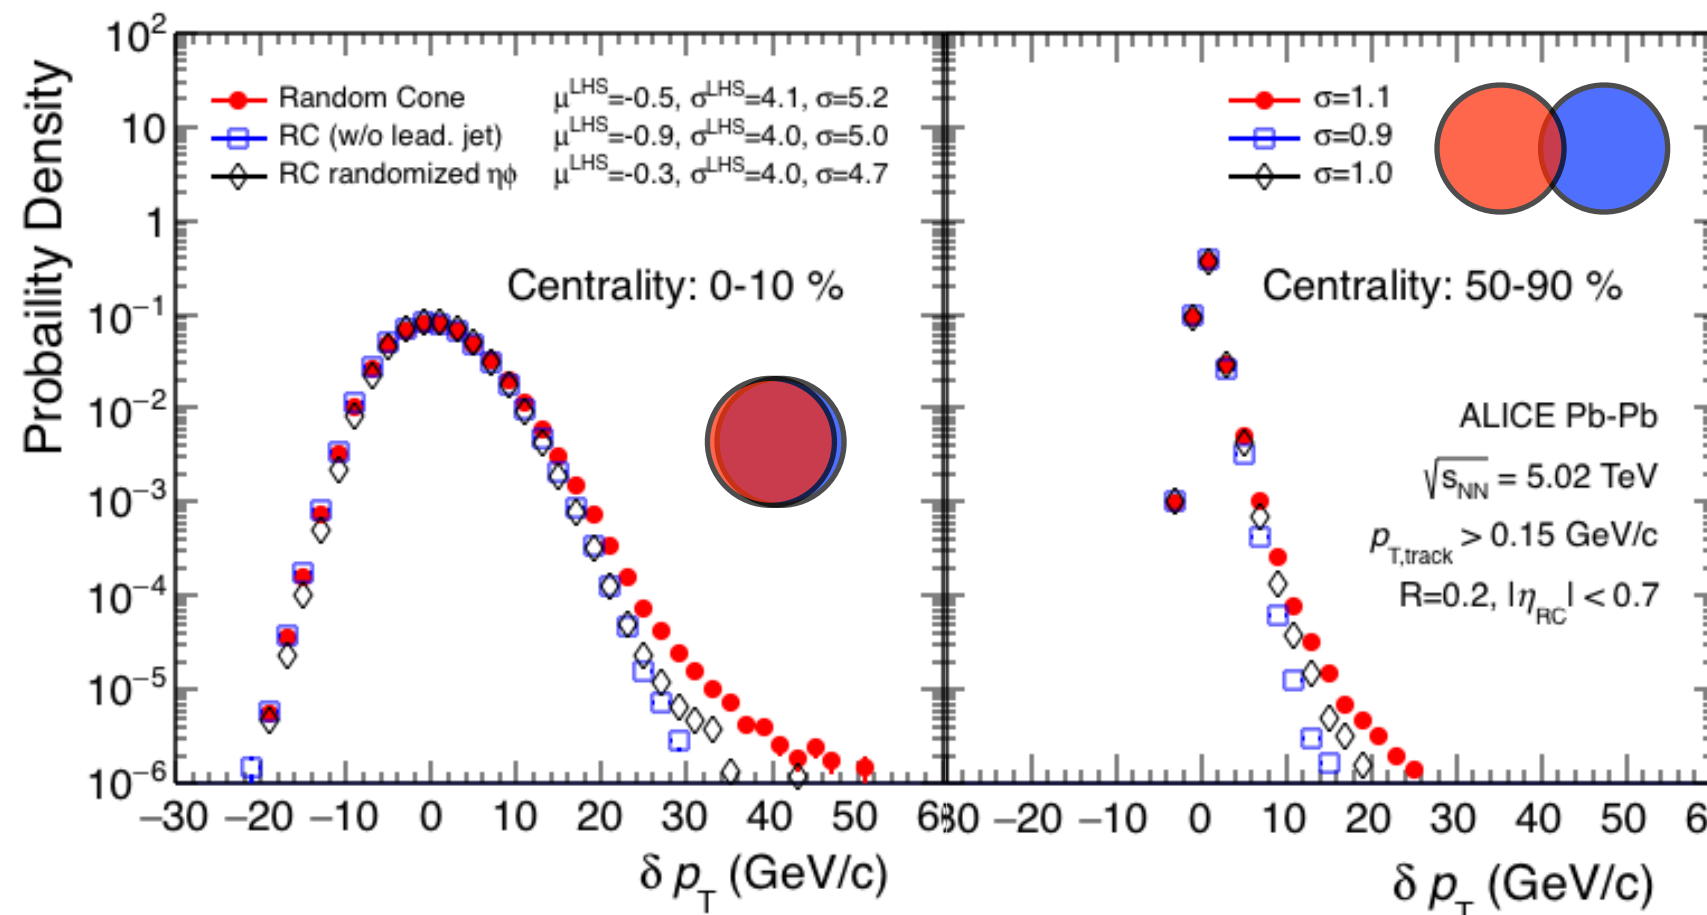 Probability Density
10²
10
1
10⁻¹
10⁻²
10⁻³
10⁻⁴
10⁻⁵
10⁻⁶
Random Cone μ^LHS=-0.5, σ^LHS=4.1, σ=5.2
RC (w/o lead. jet) μ^LHS=-0.9, σ^LHS=4.0, σ=5.0
RC randomized ηϕ μ^LHS=-0.3, σ^LHS=4.0, σ=4.7
Centrality: 0-10 %
−30 −20 −10 0 10 20 30 40 50 6
δ p_T (GeV/c)
σ=1.1
σ=0.9
σ=1.0
Centrality: 50-90 %
ALICE Pb-Pb
√s_NN = 5.02 TeV
p_T,track > 0.15 GeV/c
R=0.2, |η_RC| < 0.7
30 −20 −10 0 10 20 30 40 50 6
δ p_T (GeV/c)